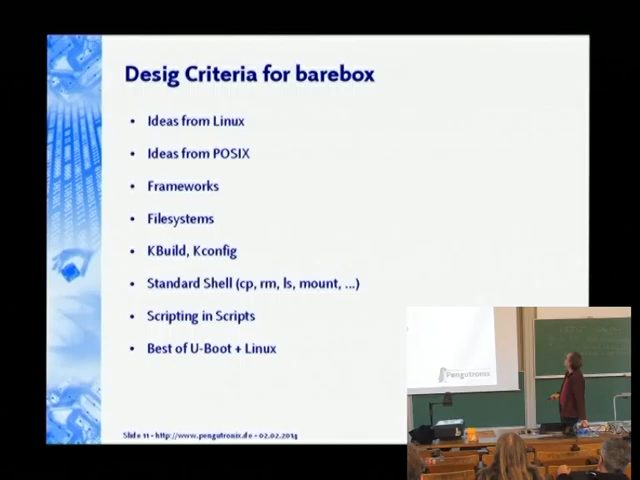 Desig Criteria for barebox
• Ideas from Linux
• Ideas from POSIX
• Frameworks
• Filesystems
• KBuild, Kconfig
• Standard Shell (cp, rm, ls, mount, ...)
• Scripting in Scripts
• Best of U-Boot + Linux
Slide 11 - http://www.pengutronix.de - 02.02.2014
Pengutronix